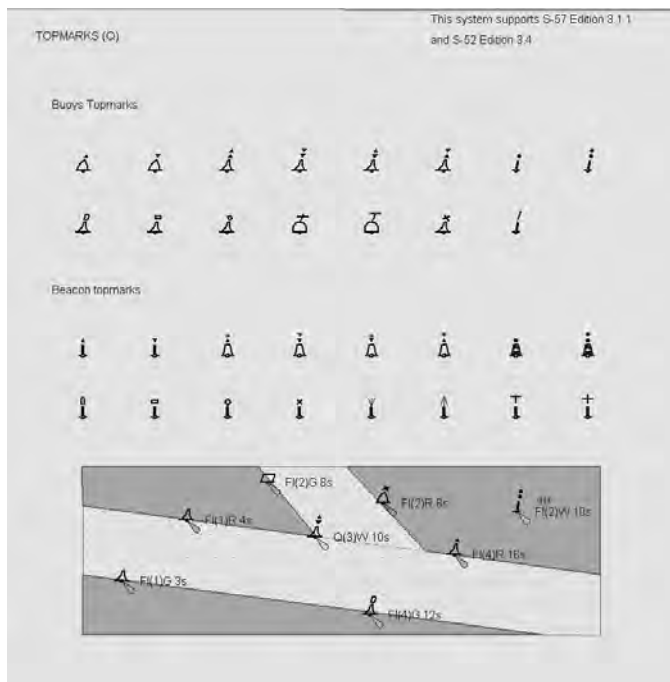 This system supports S-57 Edition 3.1.1
and S-52 Edition 3.4
TOPMARKS (Q)
Buoys Topmarks
Beacon topmarks
Fl(2)G 8s
Fl(2)R 8s
Fl(2)W 10s
Fl(3)R 4s
Q(3)W 10s
Fl(4)R 16s
Fl(1)G 3s
Fl(4)G 12s